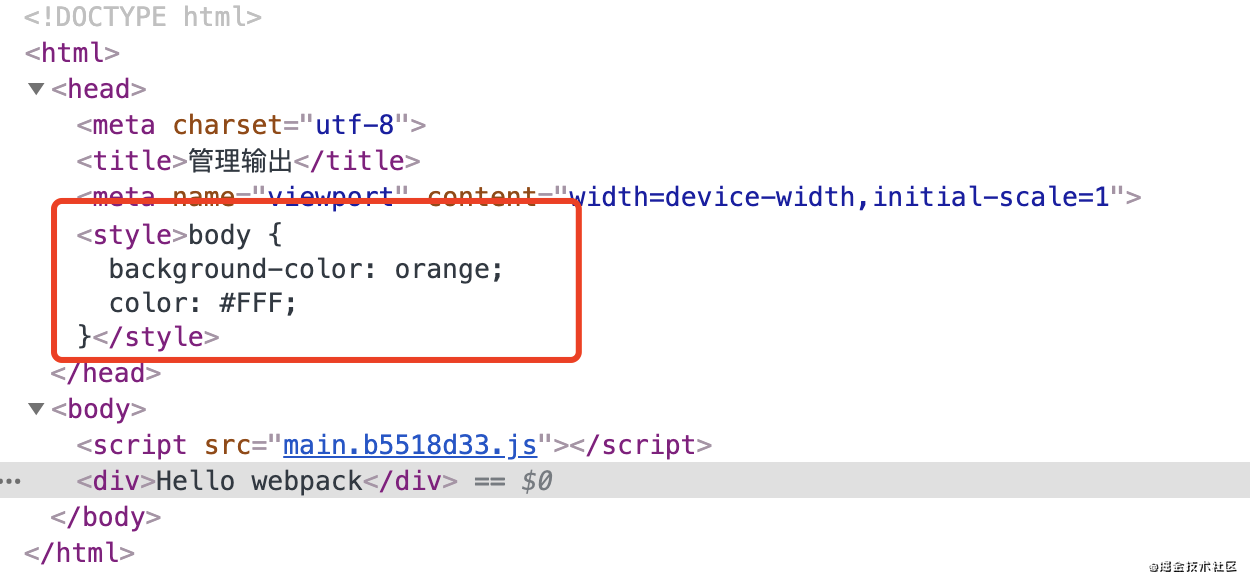 <!DOCTYPE html>
<html>
▼<head>
<meta charset="utf-8">
<title>管理输出</title>
<meta name="viewport" content="width=device-width,initial-scale=1">
<style>body {
background-color: orange;
color: #FFF;
}</style>
</head>
▼<body>
<script src="main.b5518d33.js"></script>
...<div>Hello webpack</div> == $0
</body>
</html>
@掘金技术社区